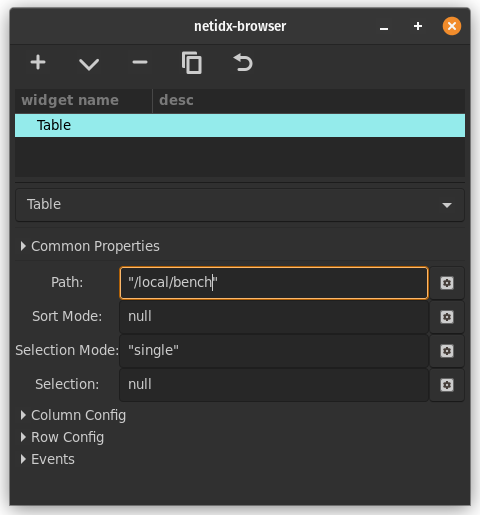 netidx-browser
widget name desc
Table
Table
Common Properties
Path: "/local/bench"
Sort Mode: null
Selection Mode: "single"
Selection: null
Column Config
Row Config
Events